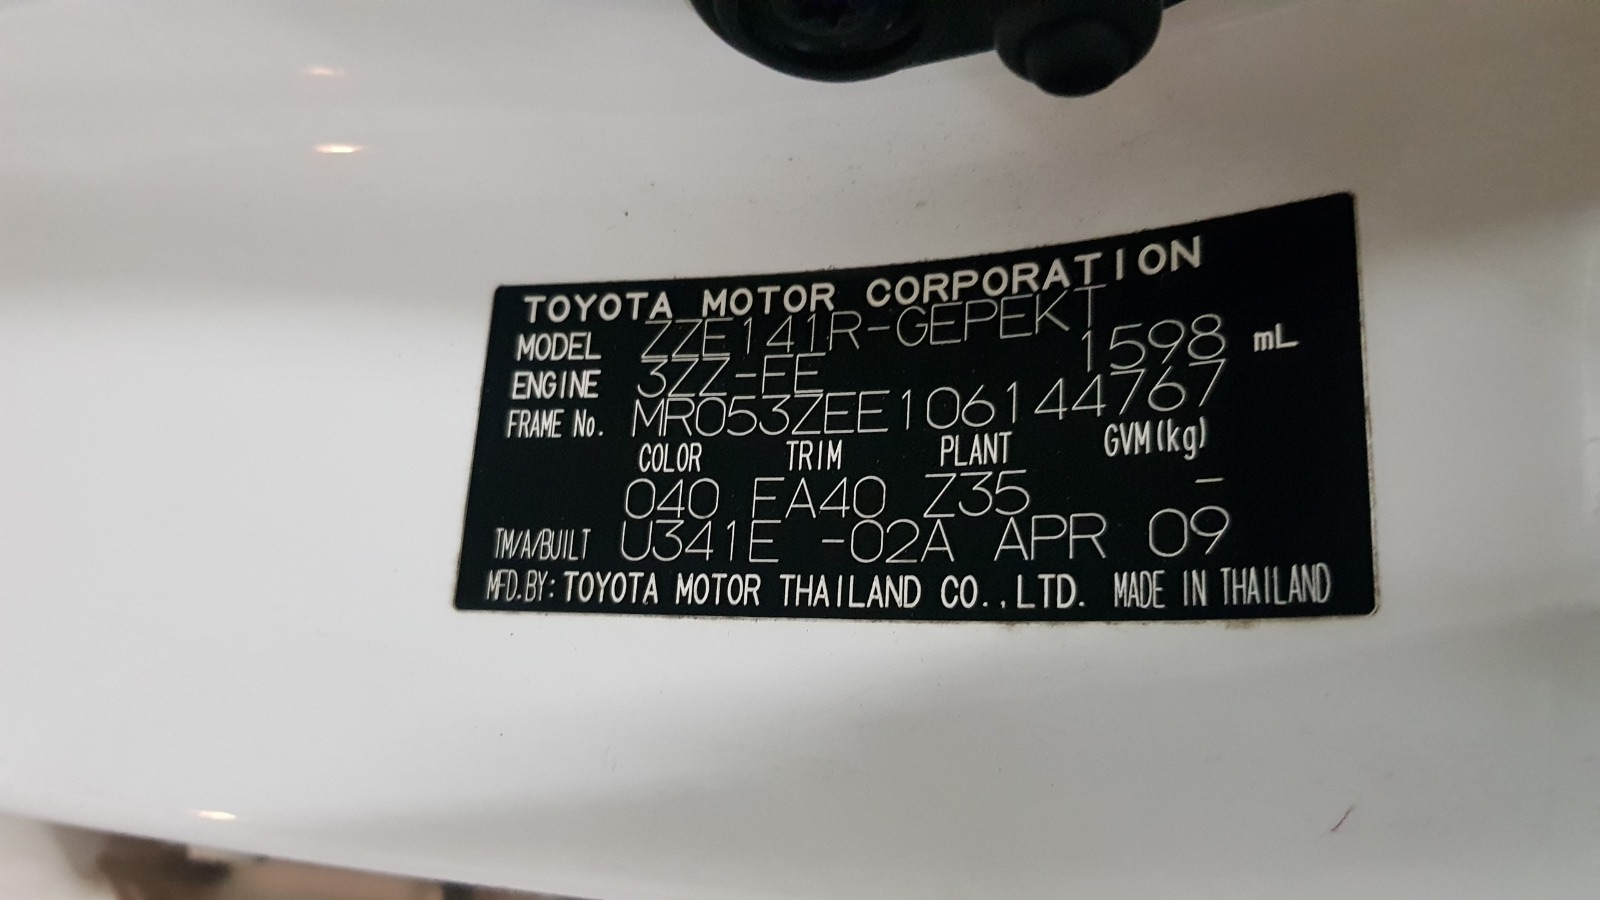 TOYOTA MOTOR CORPORATION
MODEL ZZE141R-GEPEKT
ENGINE 3ZZ-FE 1598 mL
FRAME No. MR053ZEE106144767
COLOR TRIM PLANT GVM(kg)
040 FA40 Z35 –
TM/A/BUILT U341E -02A APR 09
MFD.BY: TOYOTA MOTOR THAILAND CO.,LTD. MADE IN THAILAND